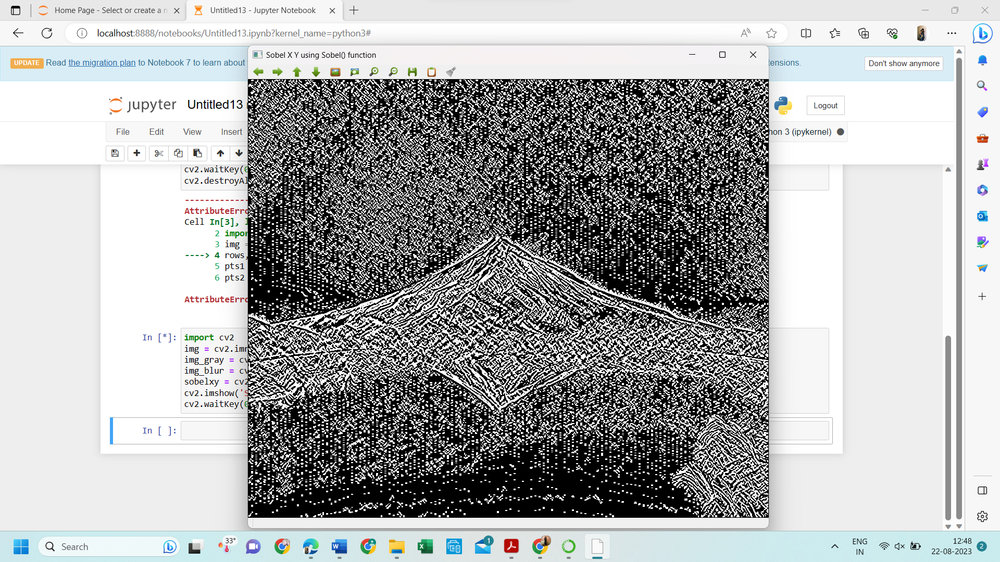 Home Page - Select or create a n
Untitled13 - Jupyter Notebook
localhost:8888/notebooks/Untitled13.ipynb?kernel_name=python3#
UPDATE Read the migration plan to Notebook 7 to learn about
tensions.
Don't show anymore
Sobel X Y using Sobel() function
jupyter Untitled13
Logout
File Edit View Insert
hon 3 (ipykernel)
cv2.waitKey(0
cv2.destroyAl
AttributeErro
Cell In[3], l
2 impor
3 img =
----> 4 rows,
5 pts1
6 pts2
AttributeErro
In [*]: import cv2
img = cv2.imr
img_gray = cv
img_blur = cv
sobelxy = cv2
cv2.imshow('S
cv2.waitKey(0
In [ ]:
Search
33°
1
ENG
IN
12:48
22-08-2023
2